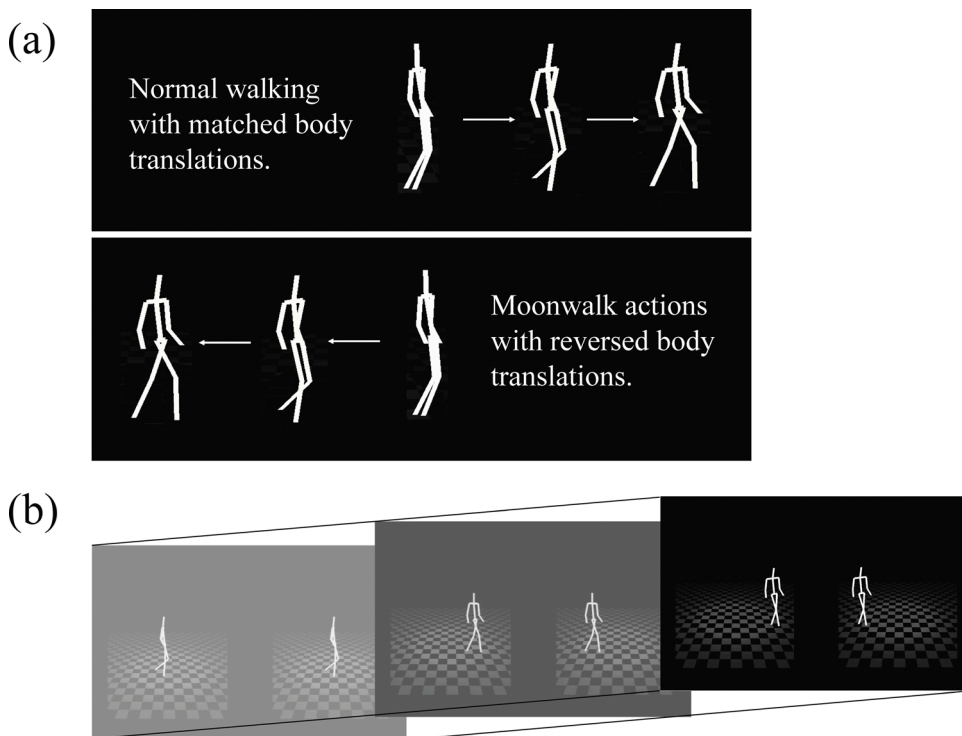 (a)
Normal walking
with matched body
translations.
Moonwalk actions
with reversed body
translations.
(b)